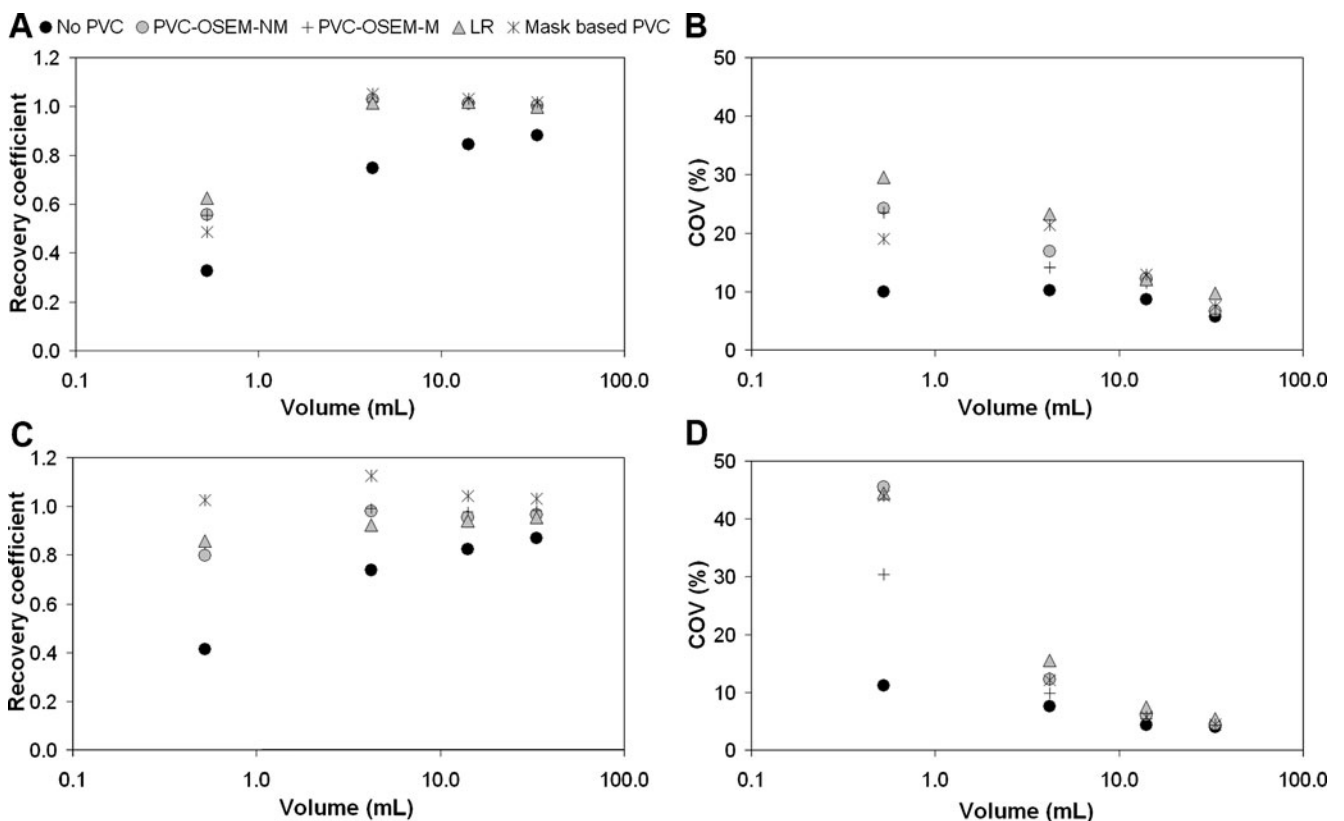 A B
No PVC PVC-OSEM-NM PVC-OSEM-M LR Mask based PVC
Recovery coefficient
1.2
1.0
0.8
0.6
0.4
0.2
0.0
0.1 1.0 10.0 100.0
Volume (mL)
COV (%)
50
40
30
20
10
0
0.1 1.0 10.0 100.0
Volume (mL)
C D
Recovery coefficient
1.2
1.0
0.8
0.6
0.4
0.2
0.0
0.1 1.0 10.0 100.0
Volume (mL)
COV (%)
50
40
30
20
10
0
0.1 1.0 10.0 100.0
Volume (mL)